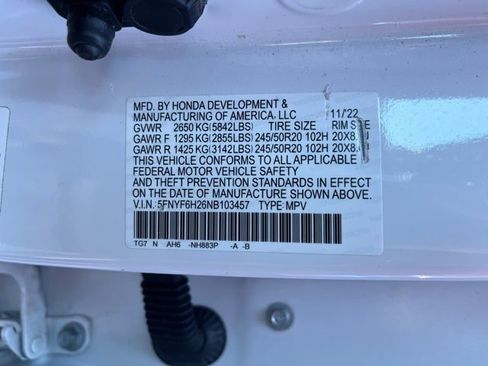 MFD. BY HONDA DEVELOPMENT &
MANUFACTURING OF AMERICA, LLC 11/'22
GVWR 2650 KG (5842LBS) TIRE SIZE RIM SIZE
GAWR F 1295 KG (2855LBS) 245/50R20 102H 20X8.
GAWR R 1425 KG (3142LBS) 245/50R20 102H 20X8.
THIS VEHICLE CONFORMS TO ALL APPLICABLE
FEDERAL MOTOR VEHICLE SAFETY
AND THEFT PREVENTION STANDARDS IN EFFECT
ON THE DATE OF MANUFACTURE SHOWN ABOVE.
V.I.N.: 5FNYF6H26NB103457 TYPE: MPV
TG7 N AH6 -NH883P -A -B